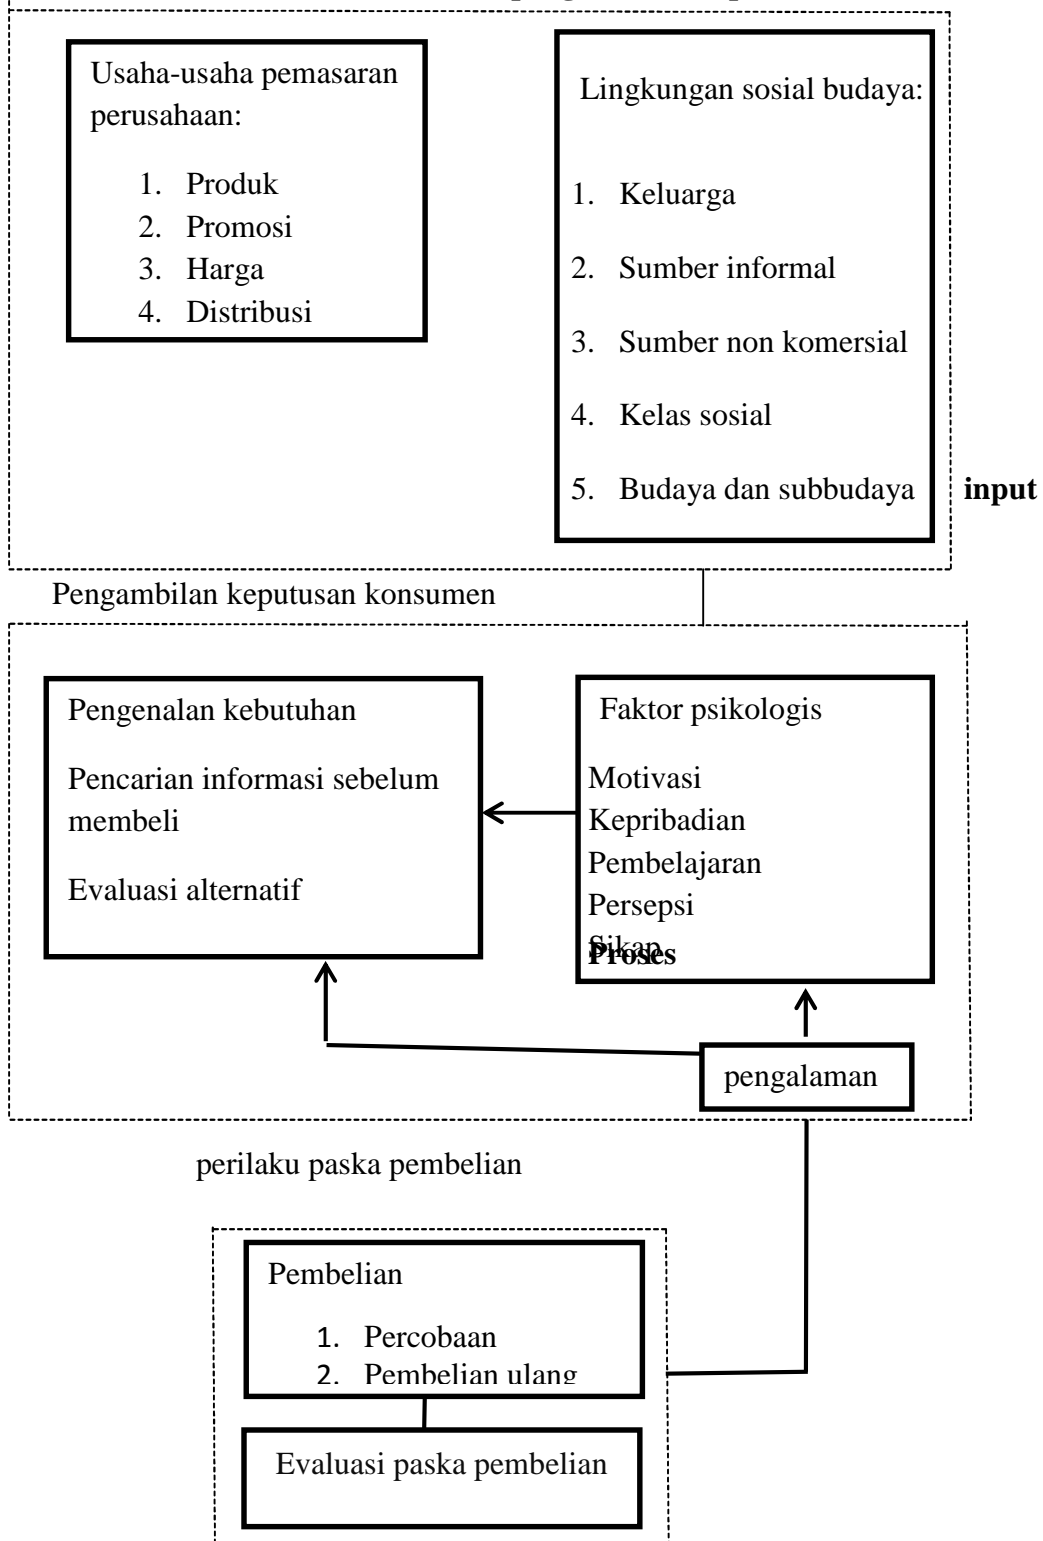 Usaha-usaha pemasaran
perusahaan:
1. Produk
2. Promosi
3. Harga
4. Distribusi
Lingkungan sosial budaya:
1. Keluarga
2. Sumber informal
3. Sumber non komersial
4. Kelas sosial
5. Budaya dan subbudaya
input
Pengambilan keputusan konsumen
Pengenalan kebutuhan
Pencarian informasi sebelum
membeli
Evaluasi alternatif
Faktor psikologis
Motivasi
Kepribadian
Pembelajaran
Persepsi
Sikap
Proses
pengalaman
perilaku paska pembelian
Pembelian
1. Percobaan
2. Pembelian ulang
Evaluasi paska pembelian